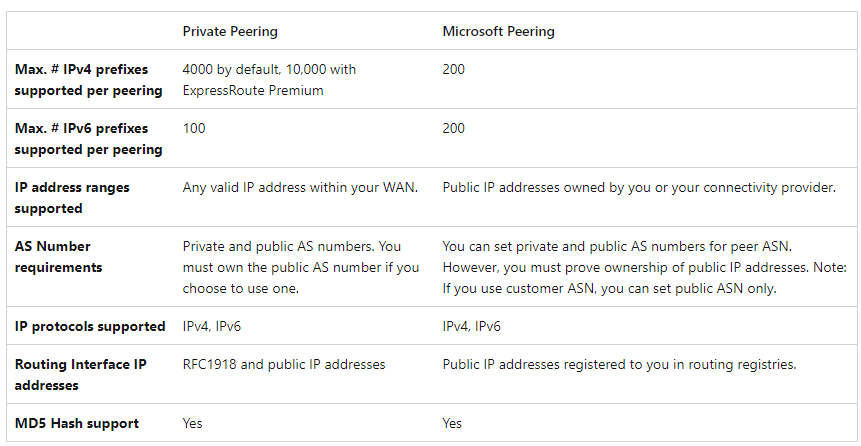 Private Peering
Microsoft Peering
Max. # IPv4 prefixes
supported per peering
4000 by default, 10,000 with
ExpressRoute Premium
200
Max. # IPv6 prefixes
supported per peering
100
200
IP address ranges
supported
Any valid IP address within your WAN.
Public IP addresses owned by you or your connectivity provider.
AS Number
requirements
Private and public AS numbers. You
must own the public AS number if you
choose to use one.
You can set private and public AS numbers for peer ASN.
However, you must prove ownership of public IP addresses. Note:
If you use customer ASN, you can set public ASN only.
IP protocols supported
IPv4, IPv6
IPv4, IPv6
Routing Interface IP
addresses
RFC1918 and public IP addresses
Public IP addresses registered to you in routing registries.
MD5 Hash support
Yes
Yes